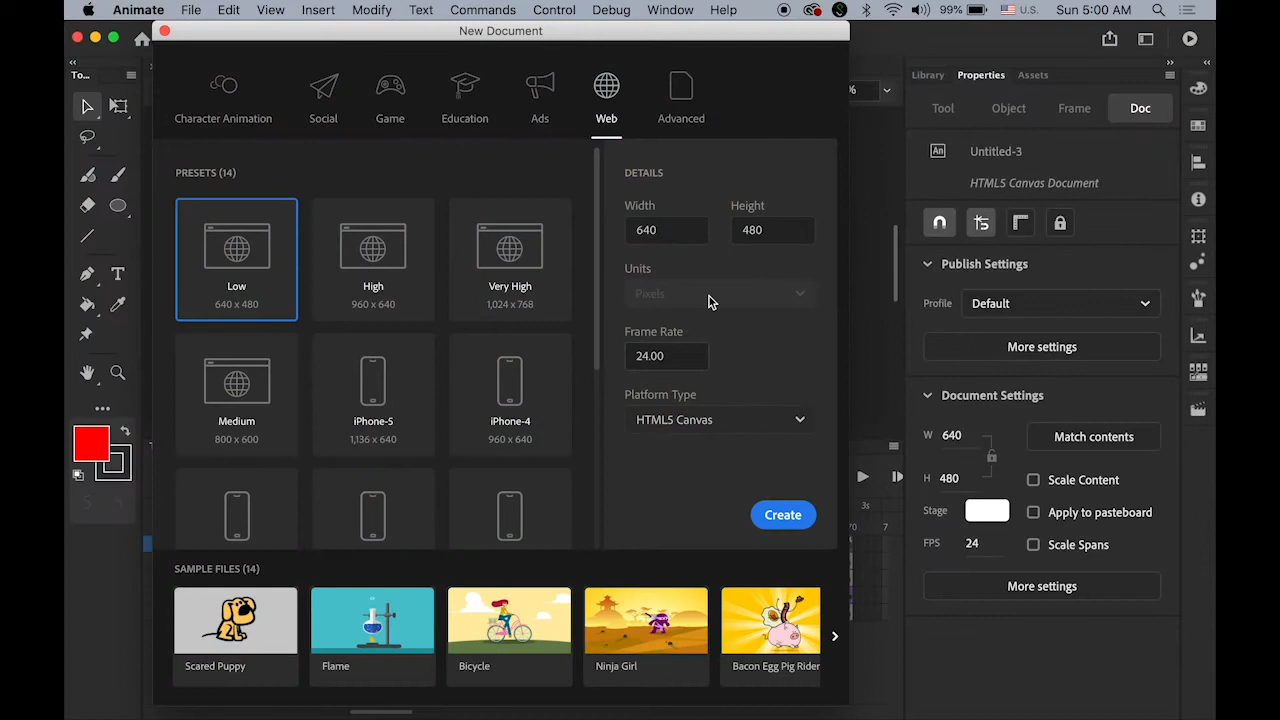 Animate File Edit View Insert Modify Text Commands Control Debug Window Help 99% U.S. Sun 5:00 AM
New Document
To...
%
Library Properties Assets
Character Animation Social Game Education Ads Web Advanced
Tool Object Frame Doc
An Untitled-3
HTML5 Canvas Document
PRESETS (14)
Low
640 x 480
High
960 x 640
Very High
1,024 x 768
Medium
800 x 600
iPhone-5
1,136 x 640
iPhone-4
960 x 640
DETAILS
Width Height
640 480
Units
Pixels
Frame Rate
24.00
Platform Type
HTML5 Canvas
Create
SAMPLE FILES (14)
Scared Puppy
Flame
Bicycle
Ninja Girl
Bacon Egg Pig Rider
3s
70 7
Publish Settings
Profile Default
More settings
Document Settings
W 640 Match contents
H 480 Scale Content
Stage Apply to pasteboard
FPS 24 Scale Spans
More settings